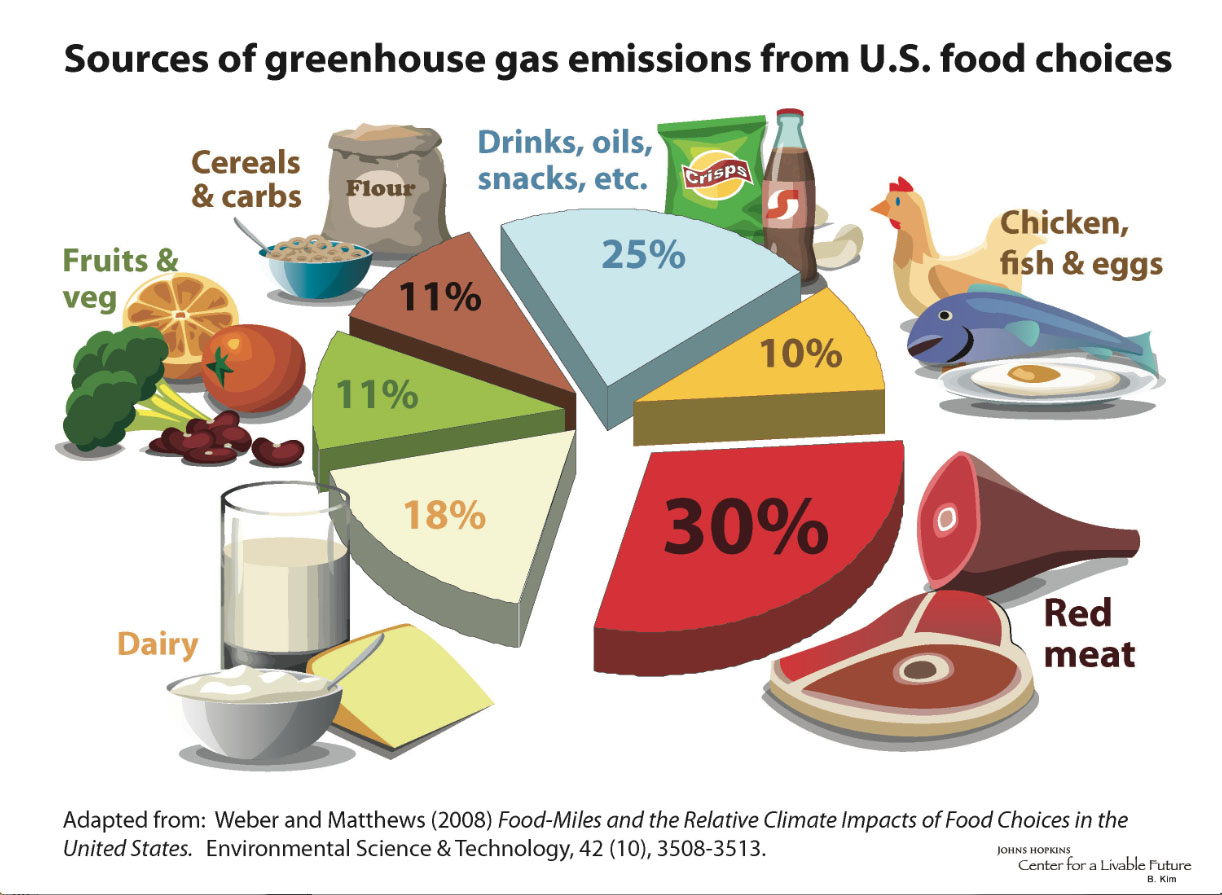 Sources of greenhouse gas emissions from U.S. food choices
Cereals
& carbs
Flour
Drinks, oils,
snacks, etc.
Crisps
Chicken,
fish & eggs
Fruits &
veg
25%
11%
10%
11%
18%
30%
Dairy
Red
meat
Adapted from: Weber and Matthews (2008) Food-Miles and the Relative Climate Impacts of Food Choices in the
United States. Environmental Science & Technology, 42 (10), 3508-3513.
JOHNS HOPKINS
Center for a Livable Future
B. Kim